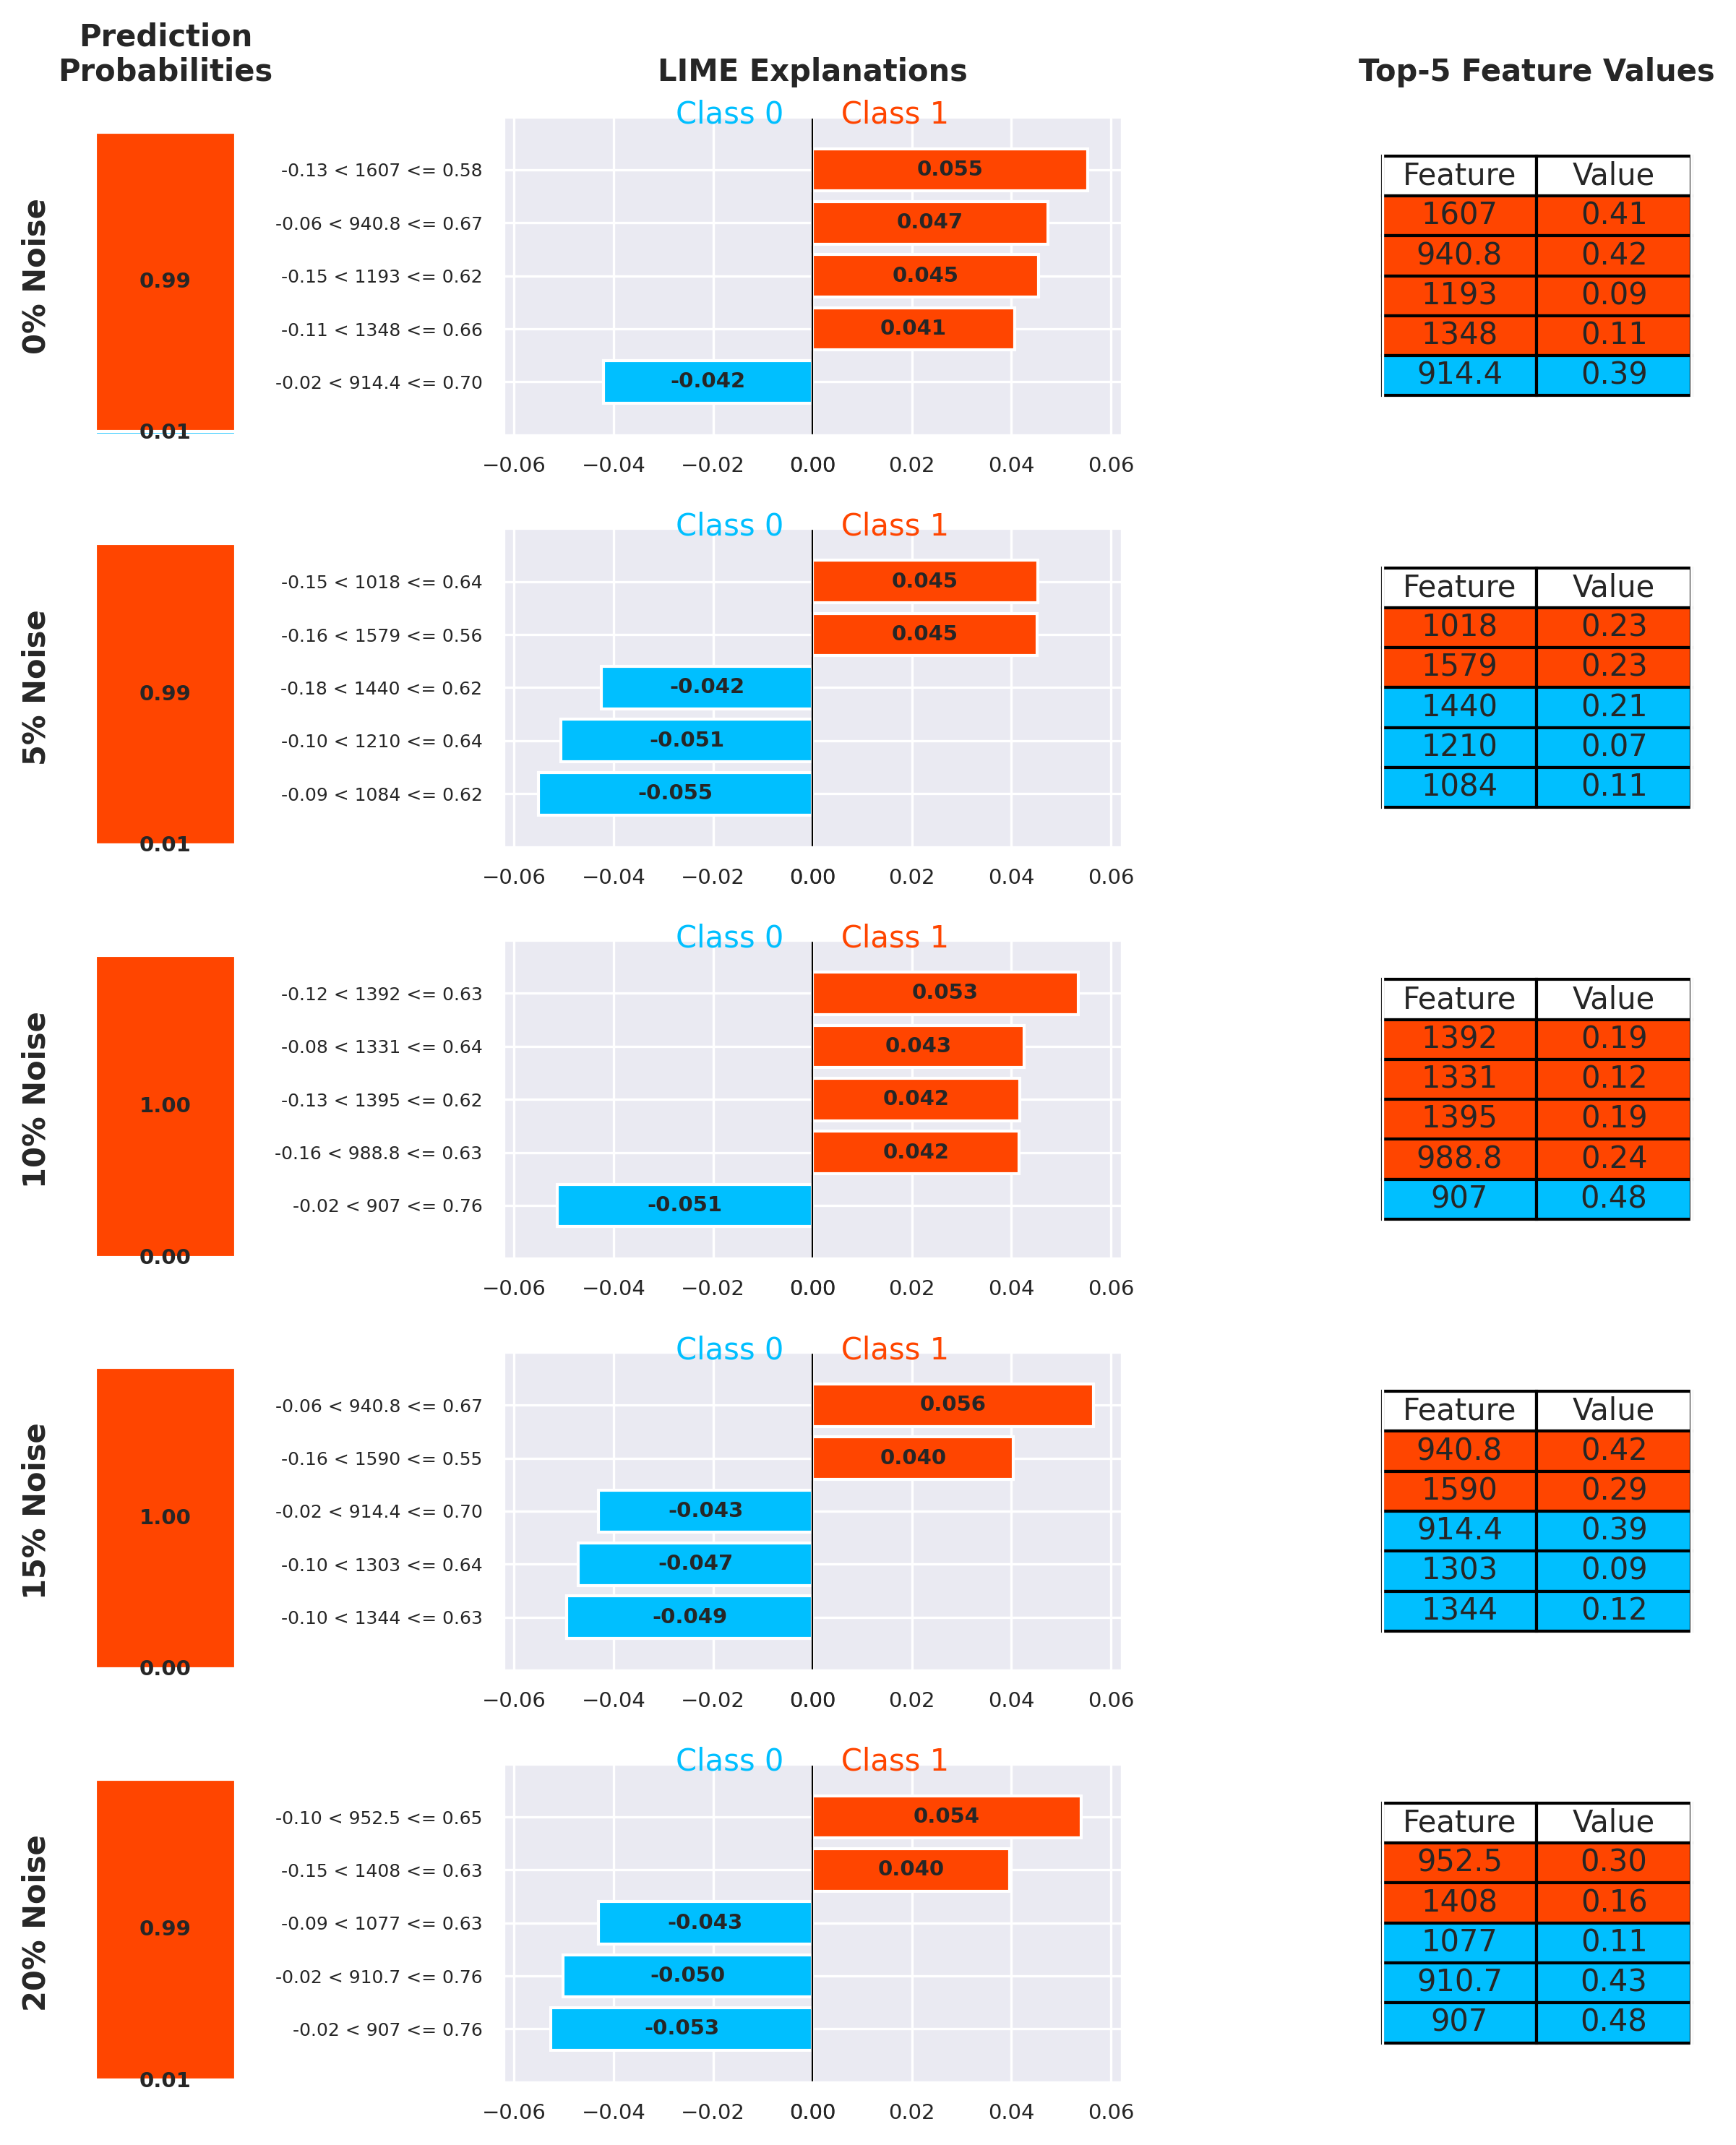 Prediction
Probabilities
LIME Explanations
Top-5 Feature Values
0% Noise
0.99
0.01
Class 0 Class 1
-0.13 < 1607 <= 0.58
0.055
-0.06 < 940.8 <= 0.67
0.047
-0.15 < 1193 <= 0.62
0.045
-0.11 < 1348 <= 0.66
0.041
-0.02 < 914.4 <= 0.70
-0.042
−0.06 −0.04 −0.02 0.00 0.02 0.04 0.06
Feature Value
1607 0.41
940.8 0.42
1193 0.09
1348 0.11
914.4 0.39
5% Noise
0.99
0.01
Class 0 Class 1
-0.15 < 1018 <= 0.64
0.045
-0.16 < 1579 <= 0.56
0.045
-0.18 < 1440 <= 0.62
-0.042
-0.10 < 1210 <= 0.64
-0.051
-0.09 < 1084 <= 0.62
-0.055
−0.06 −0.04 −0.02 0.00 0.02 0.04 0.06
Feature Value
1018 0.23
1579 0.23
1440 0.21
1210 0.07
1084 0.11
10% Noise
1.00
0.00
Class 0 Class 1
-0.12 < 1392 <= 0.63
0.053
-0.08 < 1331 <= 0.64
0.043
-0.13 < 1395 <= 0.62
0.042
-0.16 < 988.8 <= 0.63
0.042
-0.02 < 907 <= 0.76
-0.051
−0.06 −0.04 −0.02 0.00 0.02 0.04 0.06
Feature Value
1392 0.19
1331 0.12
1395 0.19
988.8 0.24
907 0.48
15% Noise
1.00
0.00
Class 0 Class 1
-0.06 < 940.8 <= 0.67
0.056
-0.16 < 1590 <= 0.55
0.040
-0.02 < 914.4 <= 0.70
-0.043
-0.10 < 1303 <= 0.64
-0.047
-0.10 < 1344 <= 0.63
-0.049
−0.06 −0.04 −0.02 0.00 0.02 0.04 0.06
Feature Value
940.8 0.42
1590 0.29
914.4 0.39
1303 0.09
1344 0.12
20% Noise
0.99
0.01
Class 0 Class 1
-0.10 < 952.5 <= 0.65
0.054
-0.15 < 1408 <= 0.63
0.040
-0.09 < 1077 <= 0.63
-0.043
-0.02 < 910.7 <= 0.76
-0.050
-0.02 < 907 <= 0.76
-0.053
−0.06 −0.04 −0.02 0.00 0.02 0.04 0.06
Feature Value
952.5 0.30
1408 0.16
1077 0.11
910.7 0.43
907 0.48